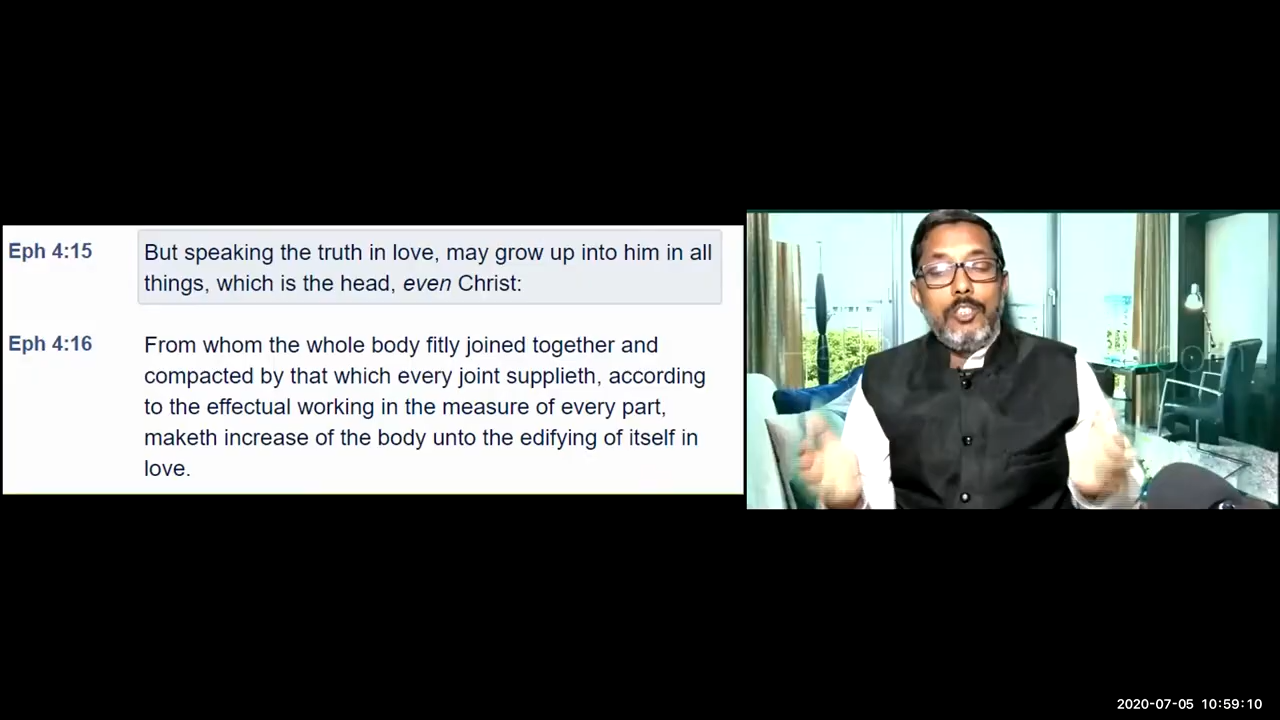 Eph 4:15
But speaking the truth in love, may grow up into him in all
things, which is the head, even Christ:
Eph 4:16
From whom the whole body fitly joined together and
compacted by that which every joint supplieth, according
to the effectual working in the measure of every part,
maketh increase of the body unto the edifying of itself in
love.
2020-07-05 10:59:10